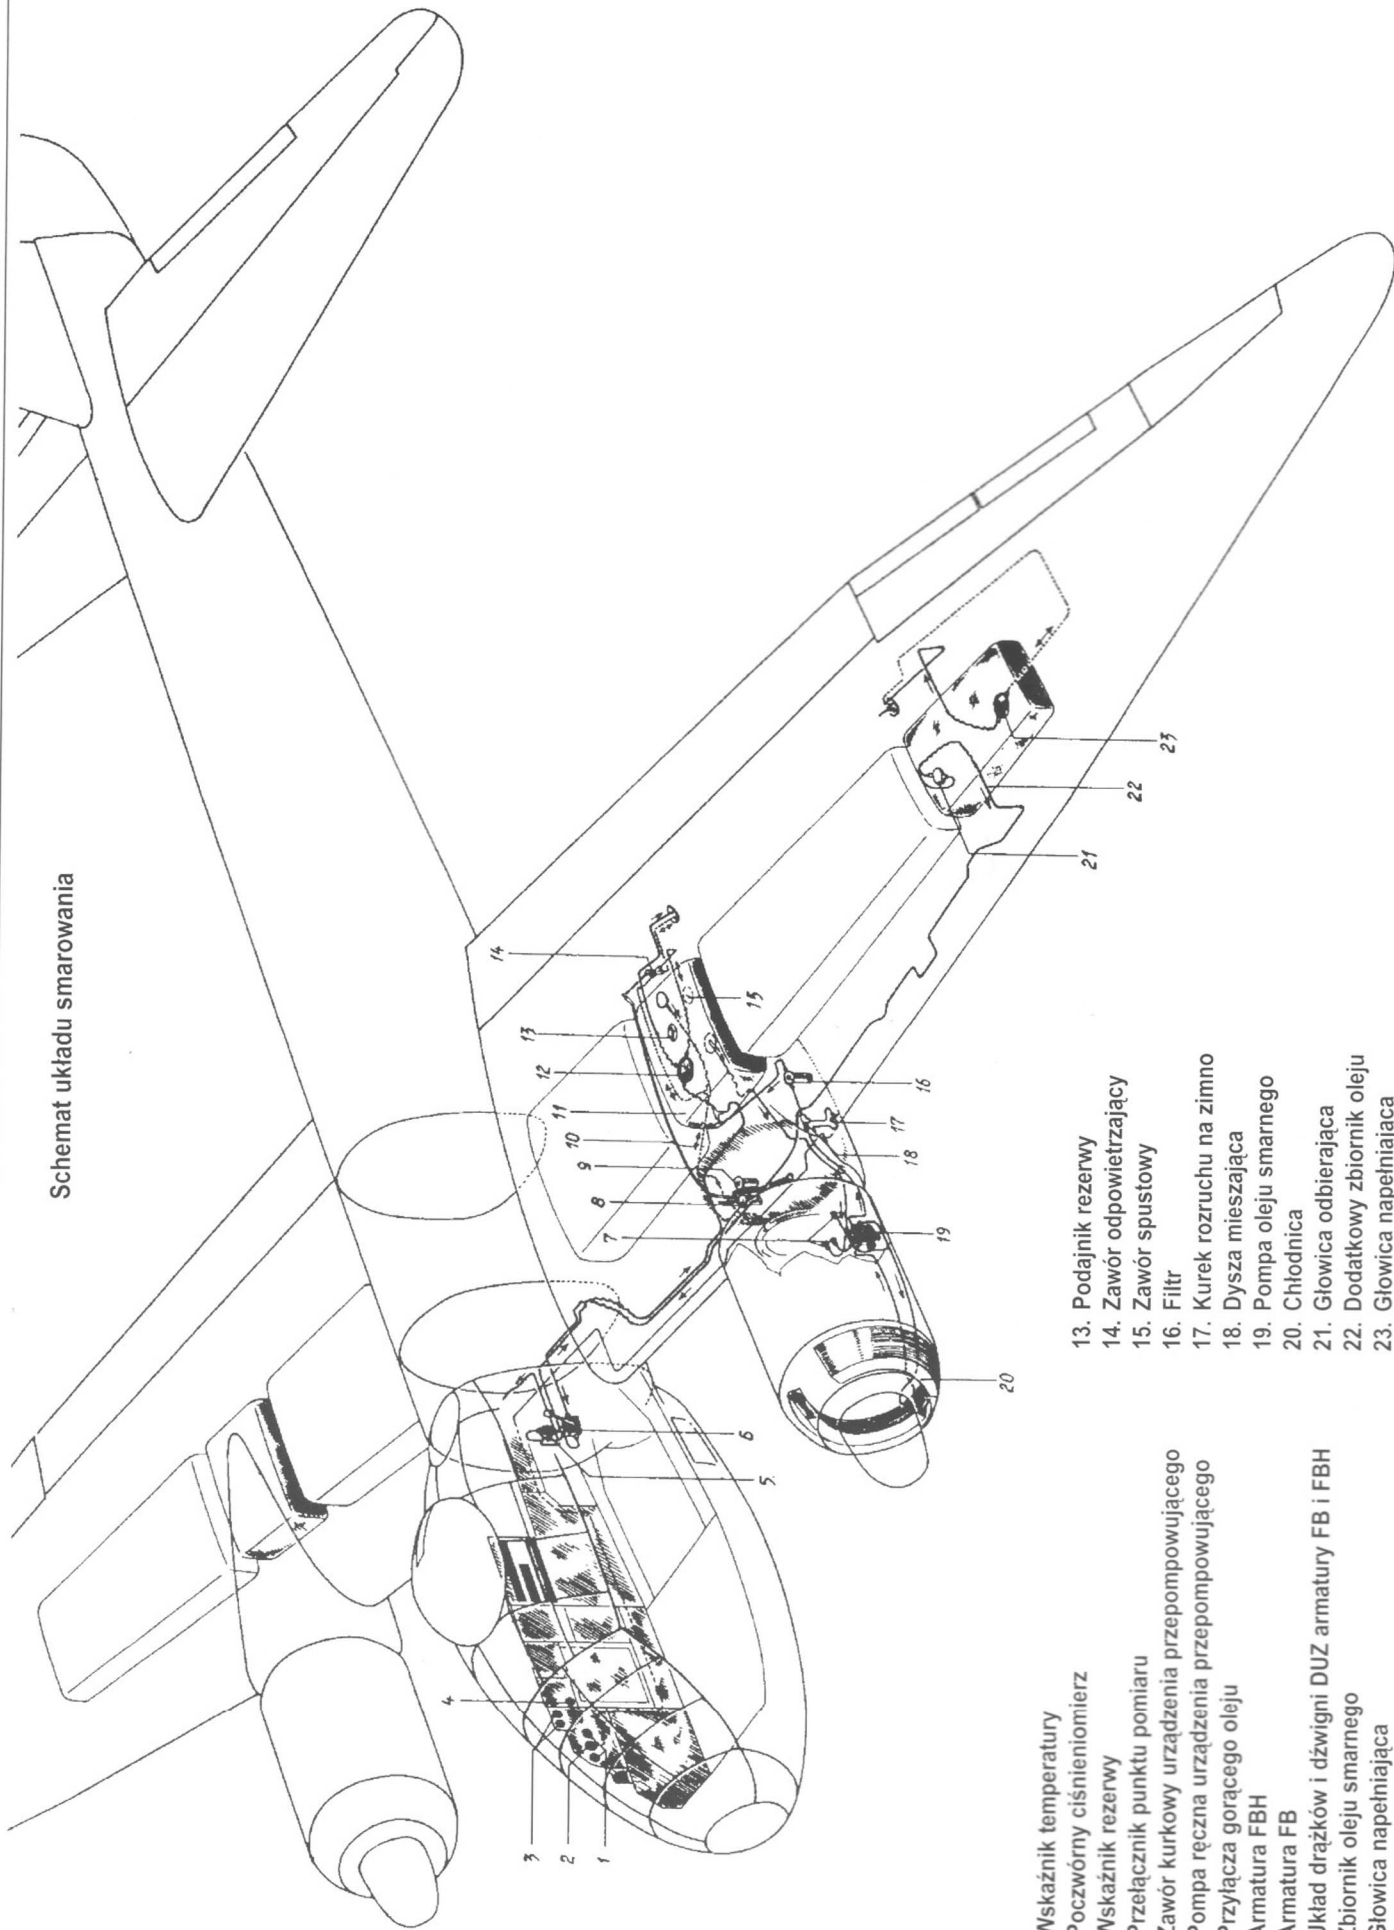 Schemat układu smarowania
Wskaźnik temperatury
Poczwórny ciśnieniomierz
Wskaźnik rezerwy
Przełącznik punktu pomiaru
Zawór kurkowy urządzenia przepompowującego
Pompa ręczna urządzenia przepompowującego
Przyłącza gorącego oleju
Armatura FBH
Armatura FB
Układ drążków i dźwigni DUZ armatury FB i FBH
Zbiornik oleju smarnego
Głowica napełniająca
13. Podajnik rezerwy
14. Zawór odpowietrzający
15. Zawór spustowy
16. Filtr
17. Kurek rozruchu na zimno
18. Dysza mieszająca
19. Pompa oleju smarnego
20. Chłodnica
21. Głowica odbierająca
22. Dodatkowy zbiornik oleju
23. Głowica napełniająca
1
2
3
4
5
6
7
8
9
10
11
12
13
14
15
16
17
18
19
20
21
22
23